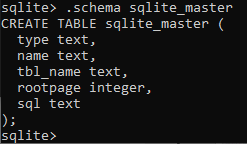 sqlite> .schema sqlite_master
CREATE TABLE sqlite_master (
  type text,
  name text,
  tbl_name text,
  rootpage integer,
  sql text
);
sqlite>